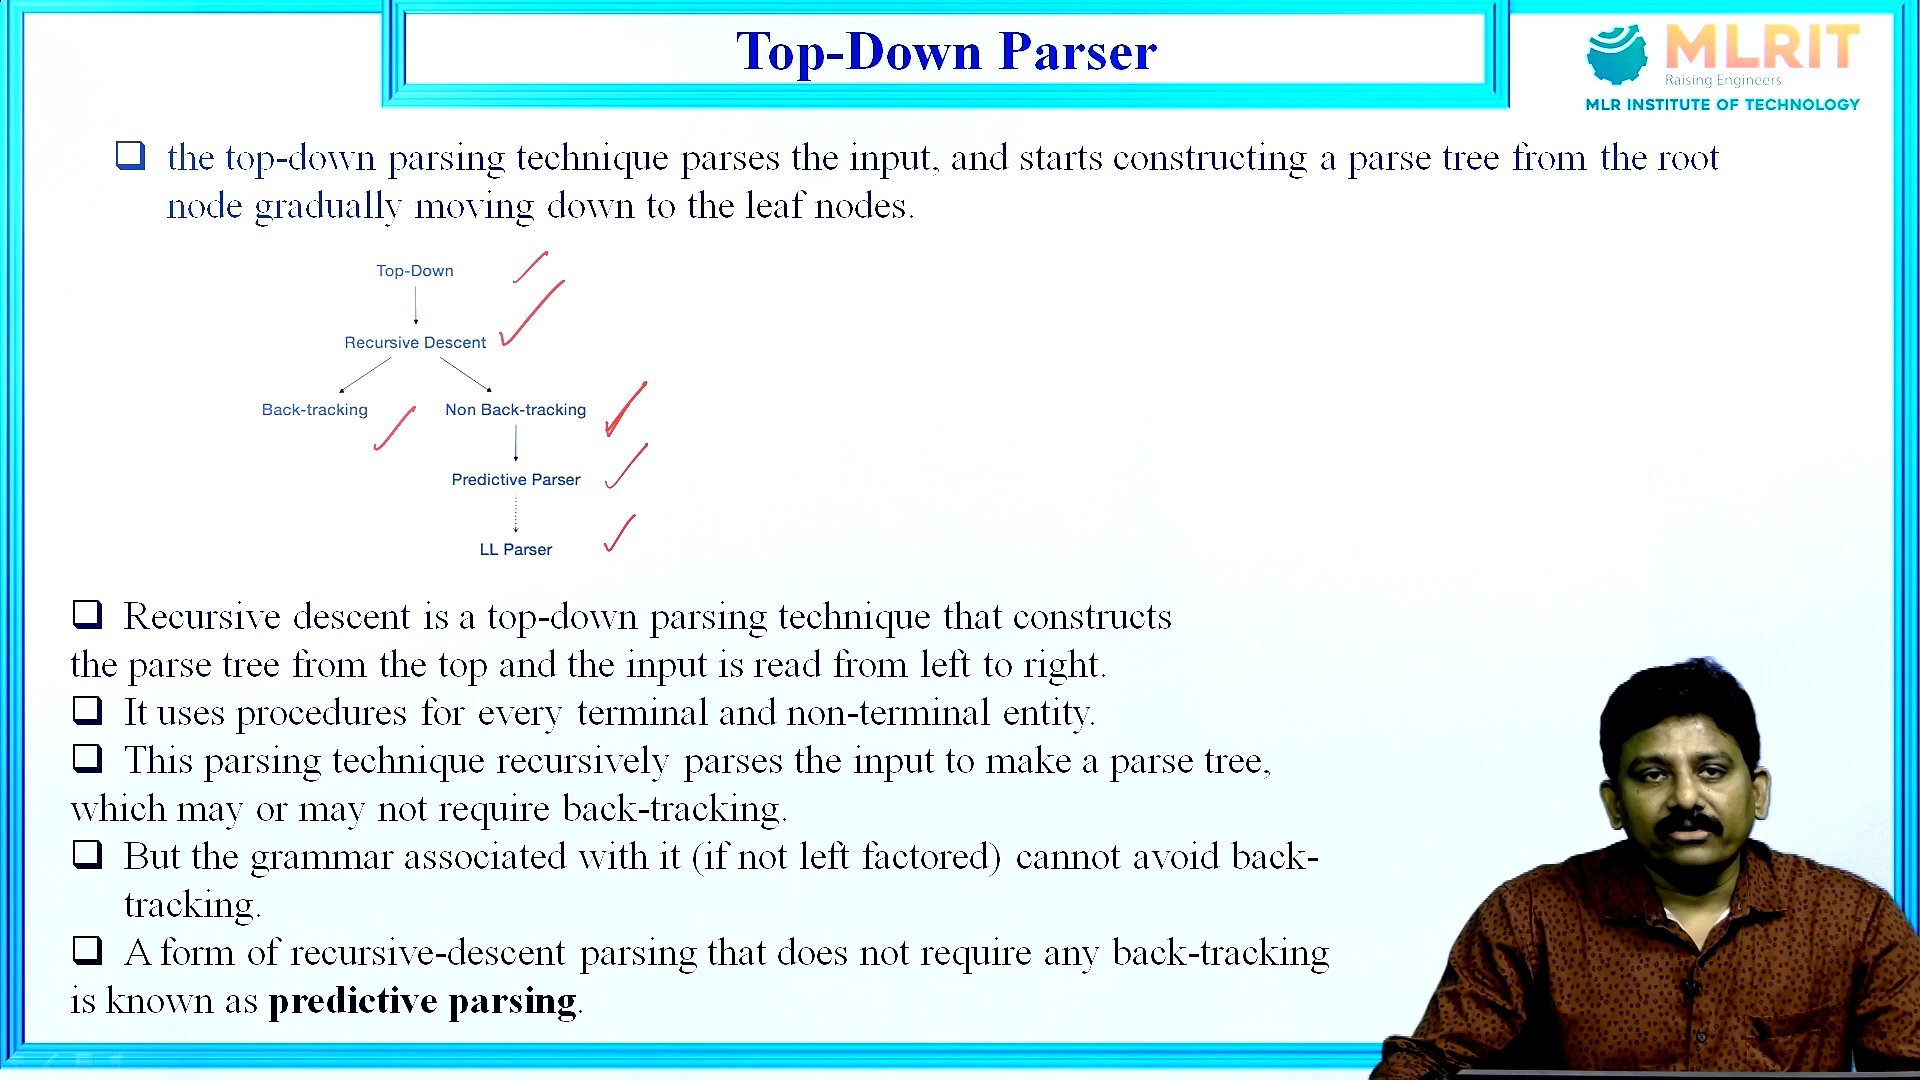 Top-Down Parser
MLRIT
Raising Engineers
MLR INSTITUTE OF TECHNOLOGY
❑ the top-down parsing technique parses the input, and starts constructing a parse tree from the root
node gradually moving down to the leaf nodes.
Top-Down
Recursive Descent
Back-tracking Non Back-tracking
Predictive Parser
LL Parser
❑ Recursive descent is a top-down parsing technique that constructs
the parse tree from the top and the input is read from left to right.
❑ It uses procedures for every terminal and non-terminal entity.
❑ This parsing technique recursively parses the input to make a parse tree,
which may or may not require back-tracking.
❑ But the grammar associated with it (if not left factored) cannot avoid back-
tracking.
❑ A form of recursive-descent parsing that does not require any back-tracking
is known as predictive parsing.